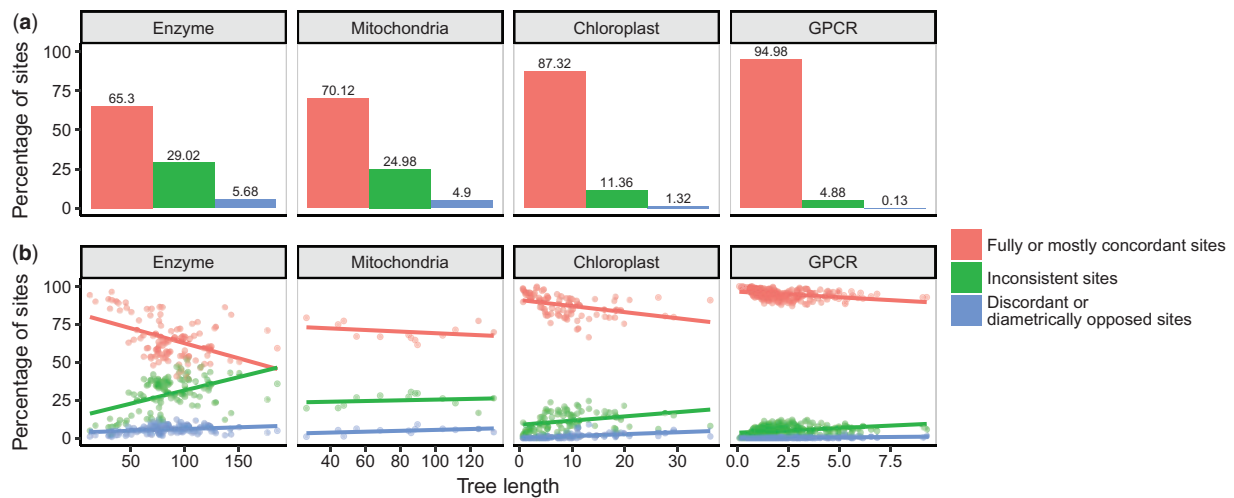 (a)
Enzyme Mitochondria Chloroplast GPCR
Percentage of sites
100
75
50
25
0
65.3 29.02 5.68
70.12 24.98 4.9
87.32 11.36 1.32
94.98 4.88 0.13
(b)
Enzyme Mitochondria Chloroplast GPCR
Percentage of sites
100
75
50
25
0
50 100 150 40 60 80 100 120 0 10 20 30 0.0 2.5 5.0 7.5
Tree length
Fully or mostly concordant sites
Inconsistent sites
Discordant or
diametrically opposed sites